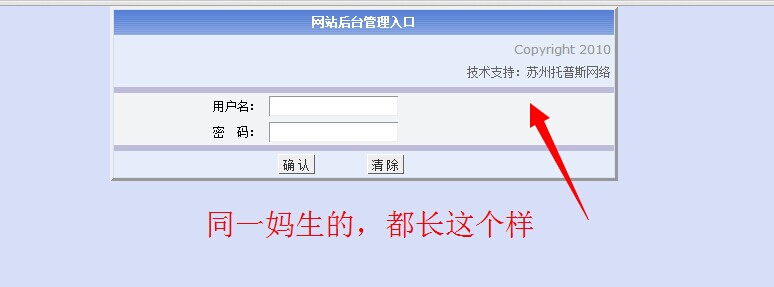 网站后台管理入口
Copyright 2010
技术支持：苏州托普斯网络
用户名：
密 码：
确认 清除
同一妈生的，都长这个样